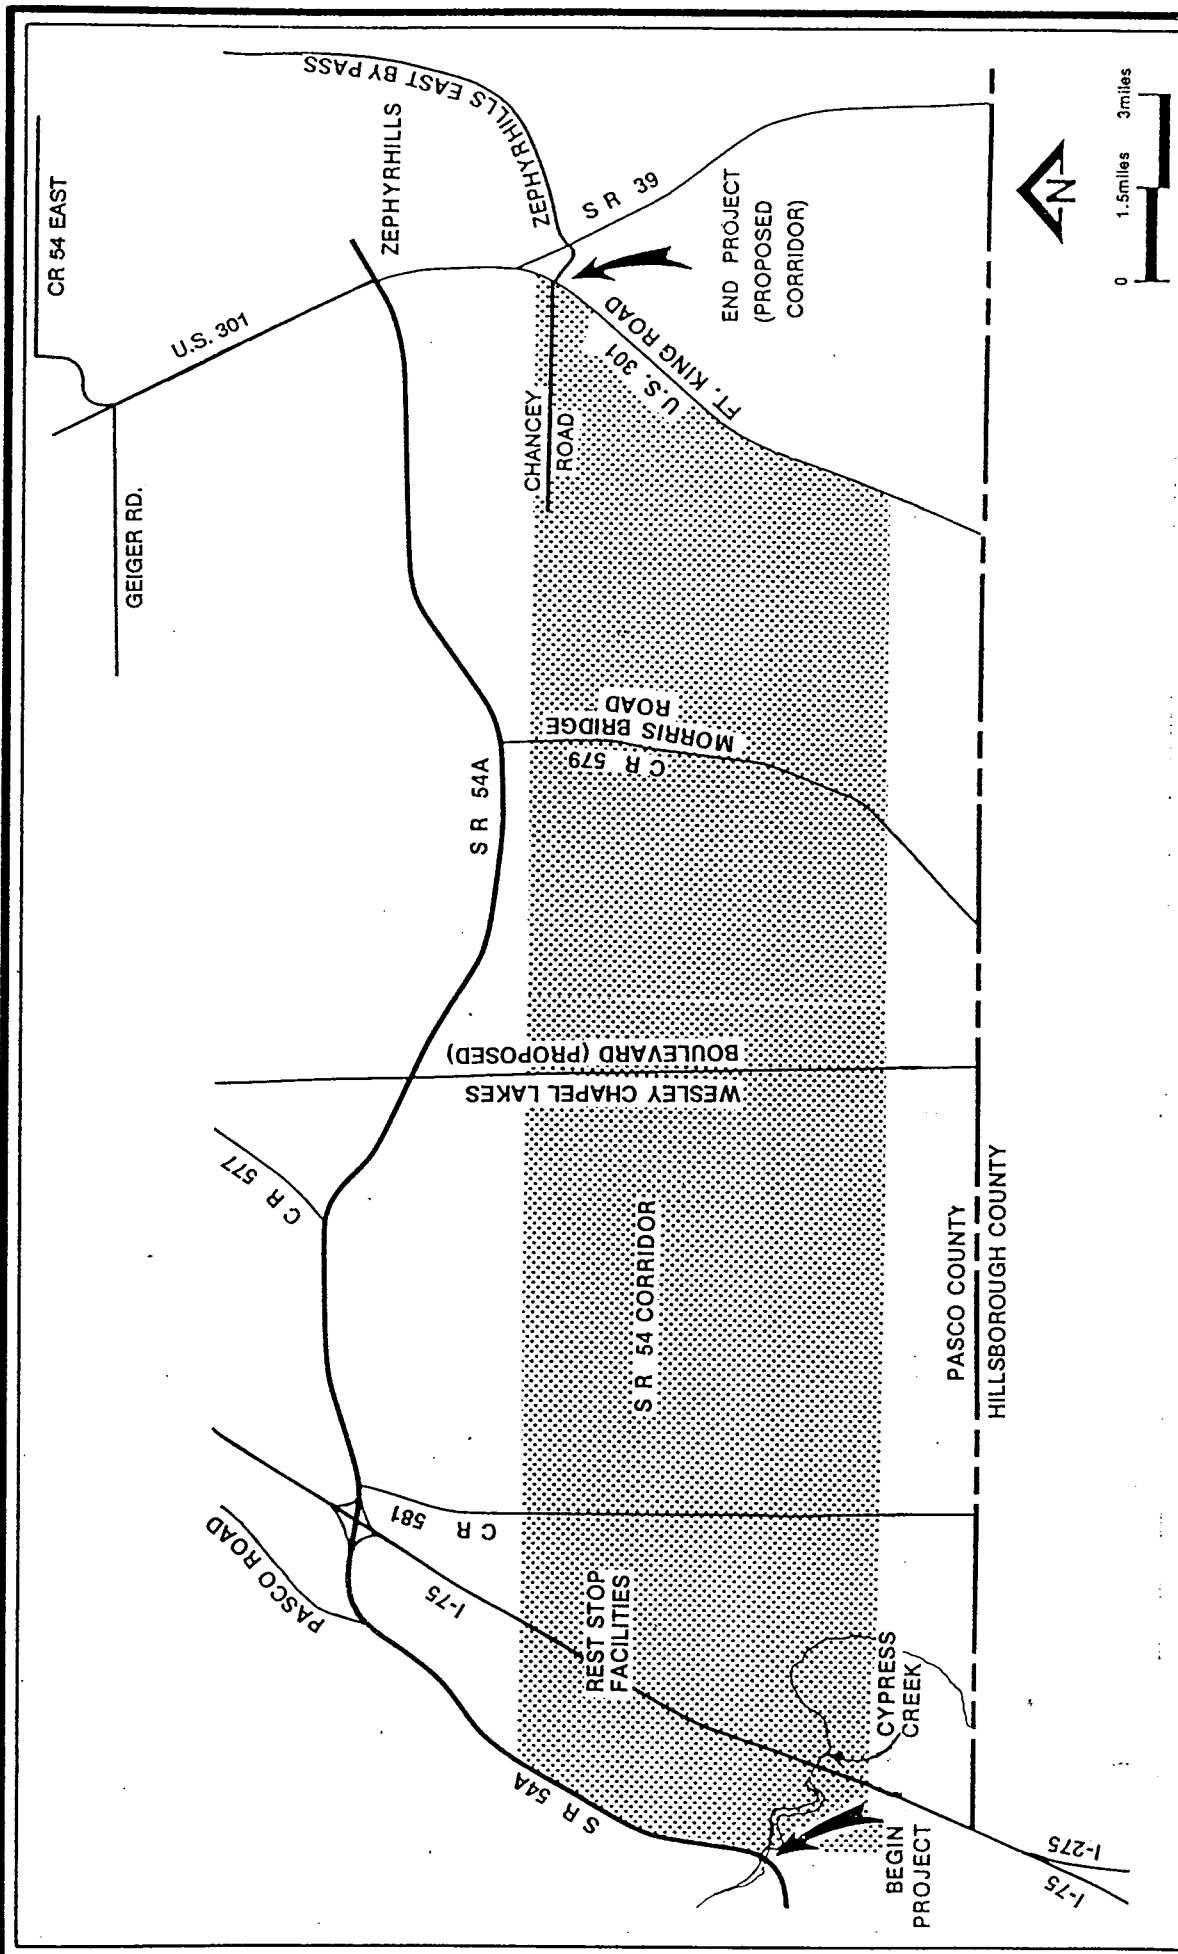 CR 54 EAST
U.S. 301
GEIGER RD.
ZEPHYRHILLS
ZEPHYRHILLS EAST BY PASS
S R 39
END PROJECT
(PROPOSED
CORRIDOR)
CHANCEY
ROAD
U.S. 301
FT. KING ROAD
S R 54A
MORRIS BRIDGE
ROAD
C R 579
WESLEY CHAPEL LAKES
BOULEVARD (PROPOSED)
C R 577
S R 54 CORRIDOR
PASCO COUNTY
HILLSBOROUGH COUNTY
PASCO ROAD
C R 581
I-75
REST STOP
FACILITIES
S R 54A
CYPRESS
CREEK
BEGIN
PROJECT
I-75
I-275
N
0
1.5miles
3miles